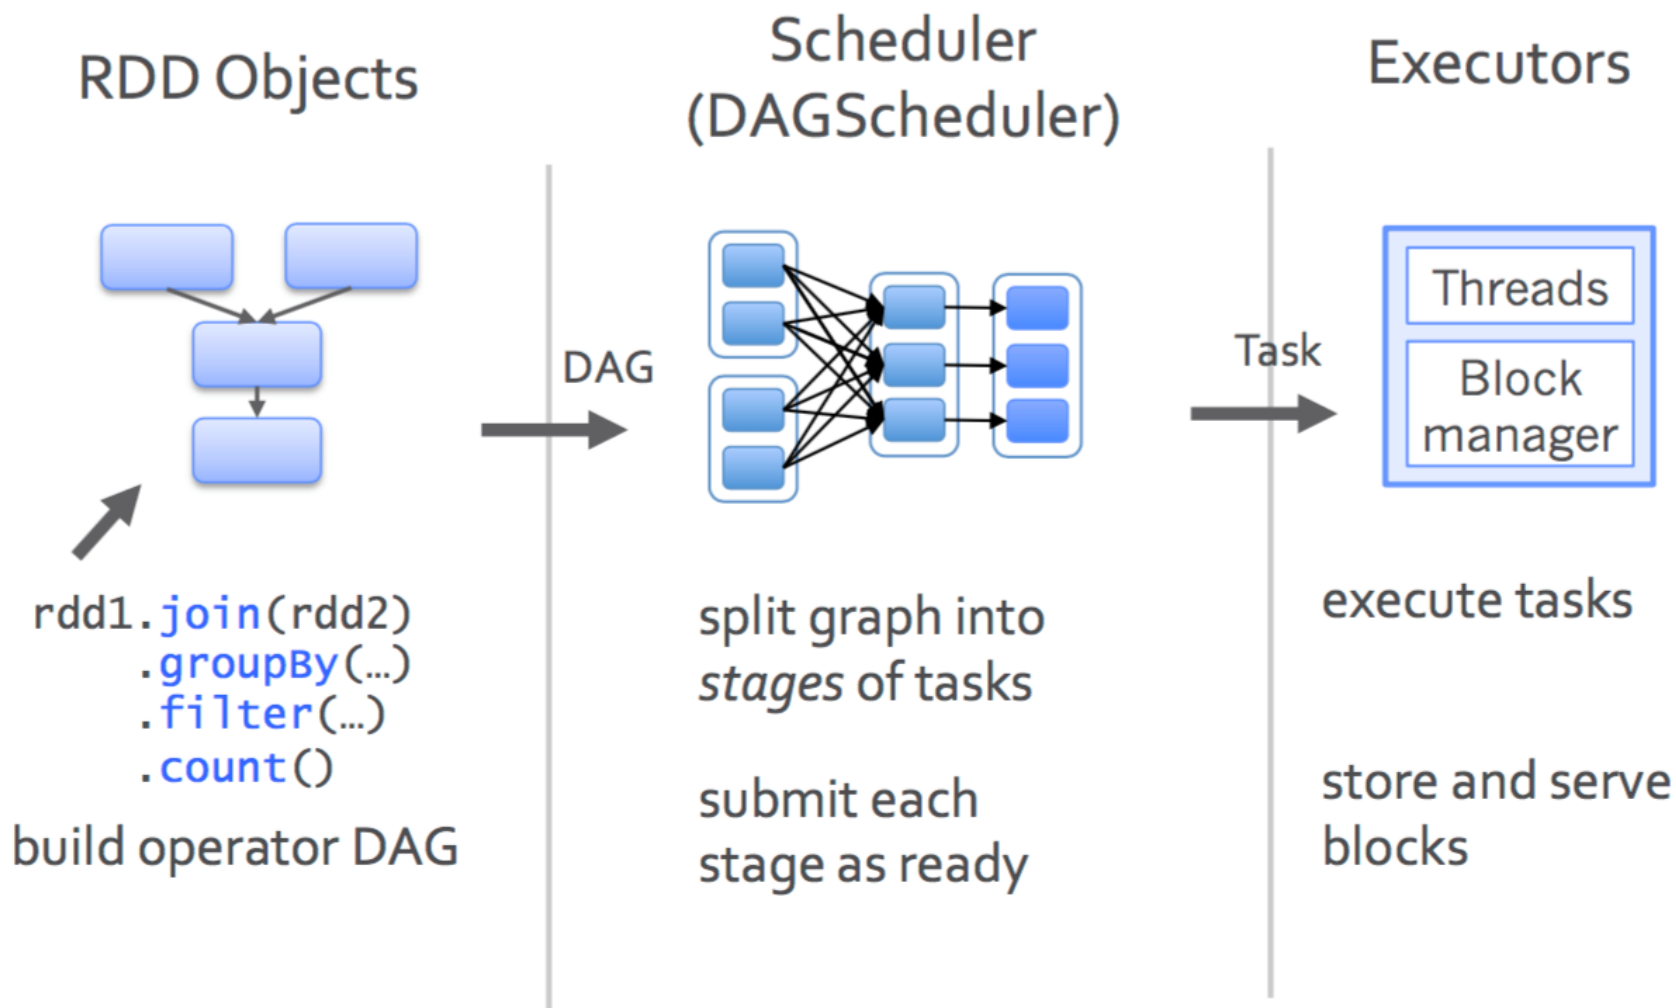 RDD Objects
rdd1.join(rdd2)
.groupBy(…)
.filter(…)
.count()
build operator DAG
DAG
Scheduler
(DAGScheduler)
split graph into
stages of tasks
submit each
stage as ready
Task
Executors
Threads
Block
manager
execute tasks
store and serve
blocks